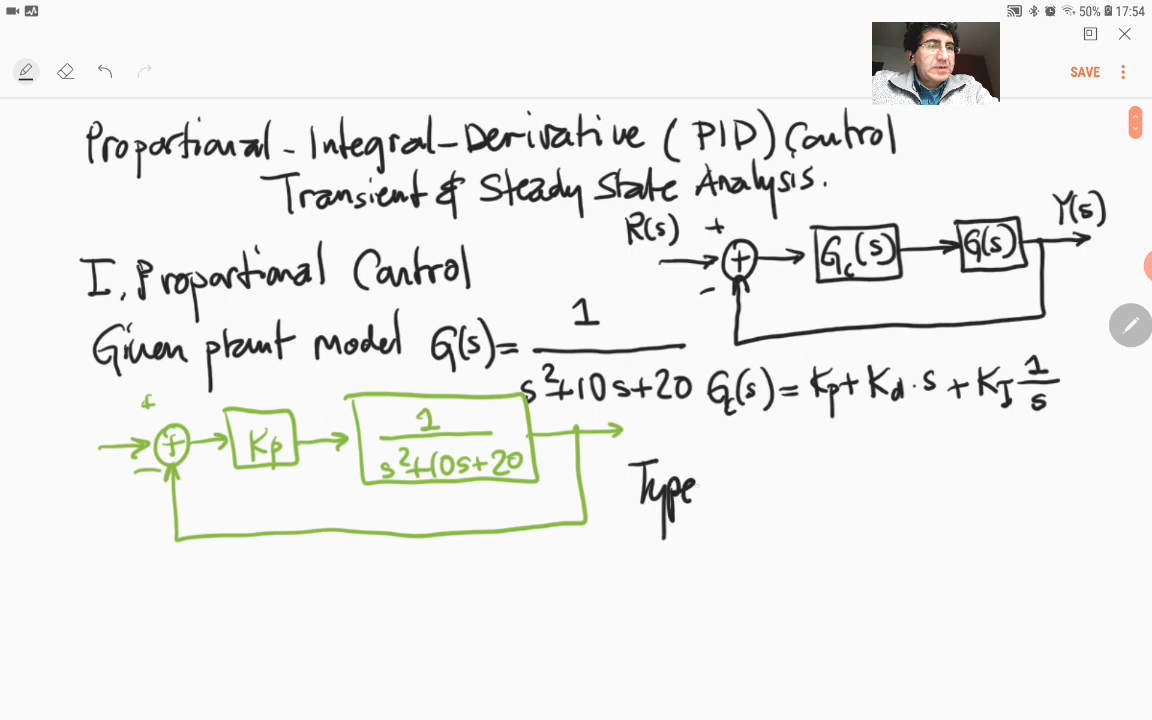 50% 17:54
SAVE
Proportional-Integral-Derivative (PID) Control
Transient & Steady State Analysis.
R(s) + Gc(s) G(s) Y(s)
+
-
I. Proportional Control
Given plant model G(s) = 1 / s²+10s+20
Gc(s) = Kp + Kd · s + KI 1/s
+
+ Kp 1 / s²+10s+20
-
Type